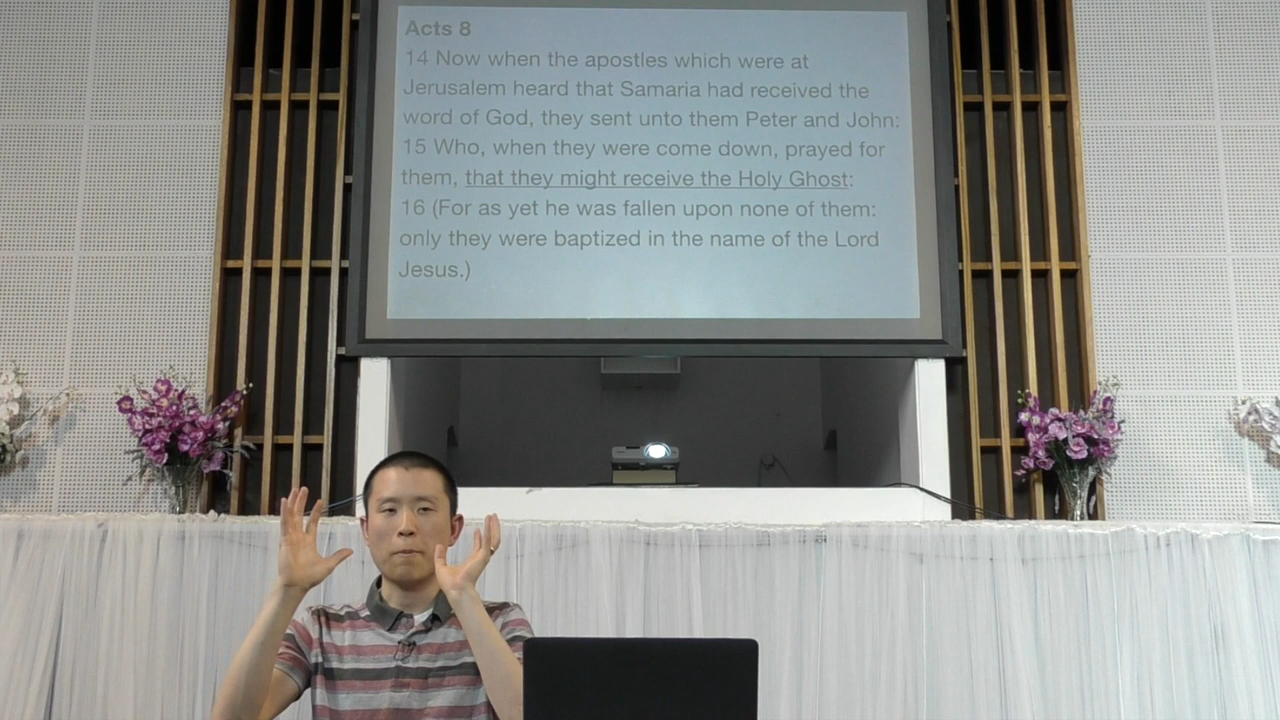 Acts 8
14 Now when the apostles which were at
Jerusalem heard that Samaria had received the
word of God, they sent unto them Peter and John:
15 Who, when they were come down, prayed for
them, that they might receive the Holy Ghost:
16 (For as yet he was fallen upon none of them:
only they were baptized in the name of the Lord
Jesus.)